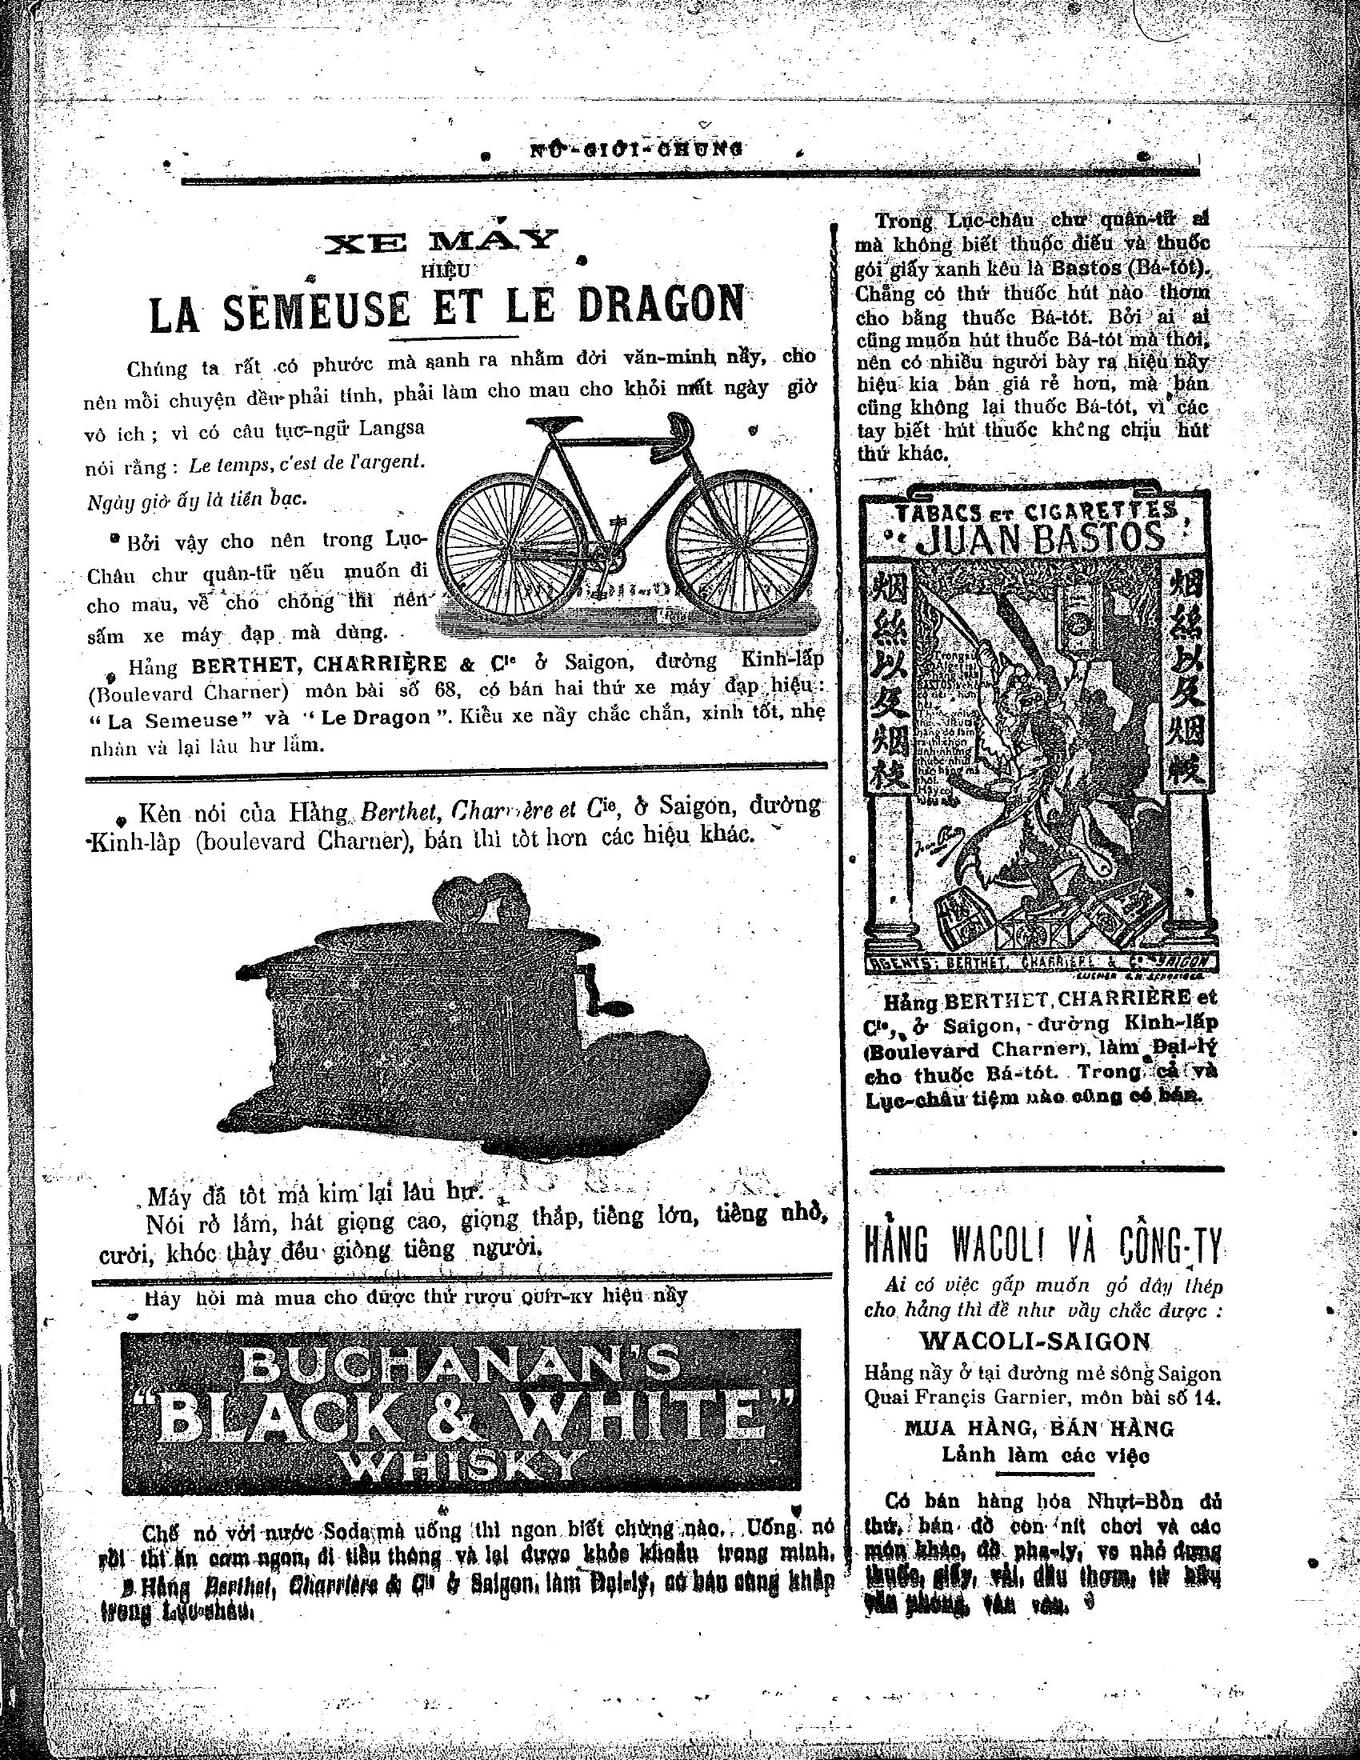 NỮ-GIỚI-CHUNG
XE MÁY
HIỆU
LA SEMEUSE ET LE DRAGON
Chúng ta rất có phước mà sanh ra nhằm đời văn-minh nầy, cho
nên mỗi chuyện đều phải tính, phải làm cho mau cho khỏi mất ngày giờ
vô ích ; vì có câu tục-ngữ Langsa
nói rằng : Le temps, c'est de l'argent.
Ngày giờ ấy là tiền bạc.
Bởi vậy cho nên trong Lục-
Châu chư quân-tử nếu muốn đi
cho mau, về cho chóng thì nên
sấm xe máy đạp mà dùng.
Hảng BERTHET, CHARRIÈRE & Cie ở Saigon, đường Kinh-lấp
(Boulevard Charner) môn bài số 68, có bán hai thứ xe máy đạp hiệu :
“ La Semeuse ” và “ Le Dragon ”. Kiểu xe nầy chắc chắn, xinh tốt, nhẹ
nhàn và lại lâu hư lắm.
Kèn nói của Hảng Berthet, Charrière et Cie, ở Saigon, đường
Kinh-lấp (boulevard Charner), bán thì tốt hơn các hiệu khác.
Máy đã tốt mà kim lại lâu hư.
Nói rỏ lắm, hát giọng cao, giọng thấp, tiếng lớn, tiếng nhỏ,
cười, khóc thảy đều giống tiếng người.
Hảy hỏi mà mua cho được thứ rượu QUÍT-KY hiệu nầy
BUCHANAN'S
“BLACK & WHITE”
WHISKY
Chế nó với nước Soda mà uống thì ngon biết chừng nào. Uống nó
rồi thì ăn cơm ngon, đi tiểu thông và lại được khỏe khoắn trong mình.
Hảng Berthet, Charrière & Cie ở Saigon, làm Đại-lý, có bán cùng khắp
trong Lục-châu.
Trong Lục-châu chư quân-tử ai
mà không biết thuốc điếu và thuốc
gói giấy xanh kêu là Bastos (Bá-tót).
Chẳng có thứ thuốc hút nào thơm
cho bằng thuốc Bá-tót. Bởi ai ai
cũng muốn hút thuốc Bá-tót mà thôi,
nên có nhiều người bày ra hiệu nầy
hiệu kia bán giá rẻ hơn, mà bán
cũng không lại thuốc Bá-tót, vì các
tay biết hút thuốc không chịu hút
thứ khác.
TABACS ET CIGARETTES
JUAN BASTOS
烟絲以及烟枝
烟絲以及烟枝
AGENTS: BERTHET, CHARRIÈRE & Cº SAIGON
Hảng BERTHET, CHARRIÈRE et
Cie, ở Saigon, đường Kinh-lấp
(Boulevard Charner), làm Đại-lý
cho thuốc Bá-tót. Trong cả và
Lục-châu tiệm nào cũng có bán.
HẢNG WACOLI VÀ CÔNG-TY
Ai có việc gấp muốn gỏ dây thép
cho hảng thì đề như vầy chắc được :
WACOLI-SAIGON
Hảng nầy ở tại đường mé sông Saigon
Quai Françis Garnier, môn bài số 14.
MUA HÀNG, BÁN HÀNG
Lảnh làm các việc
Có bán hàng hóa Nhựt-Bổn đủ
thứ, bán đồ con nít chơi và các
món khác, đồ pha-ly, ve nhỏ đựng
thuốc, giấy, vải, dầu thơm,
văn phòng, vân vân.